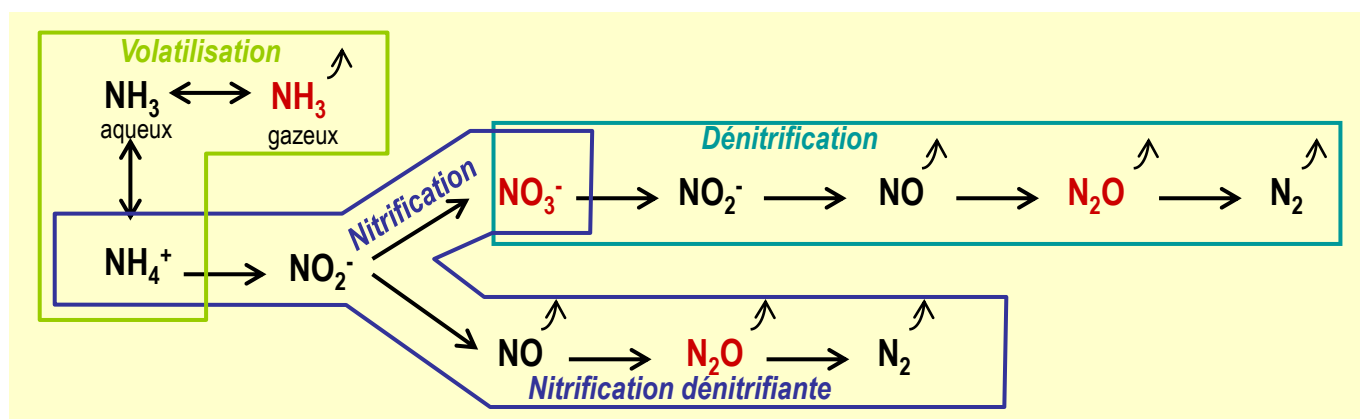 Volatilisation
NH₃ NH₃
aqueux gazeux
Dénitrification
Nitrification
NO₃⁻ NO₂⁻ NO N₂O N₂
NH₄⁺ NO₂⁻
NO N₂O N₂
Nitrification dénitrifiante